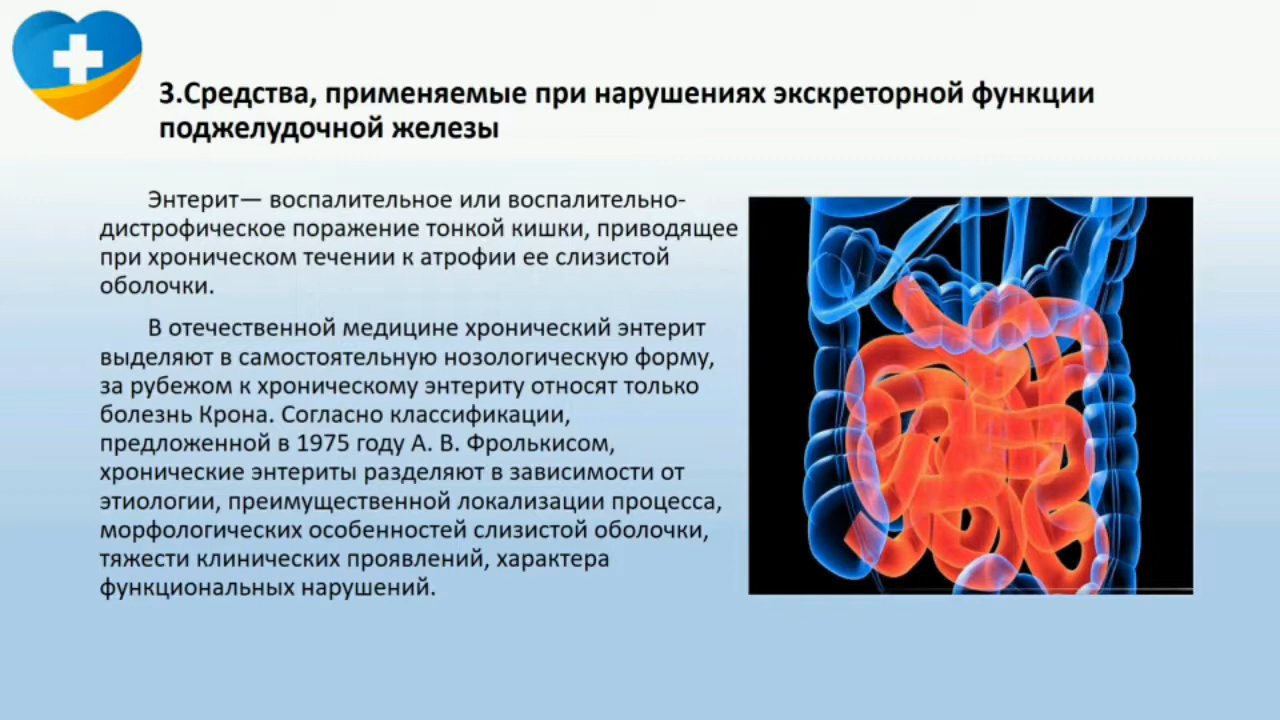 3.Средства, применяемые при нарушениях экскреторной функции
поджелудочной железы
Энтерит— воспалительное или воспалительно-
дистрофическое поражение тонкой кишки, приводящее
при хроническом течении к атрофии ее слизистой
оболочки.
В отечественной медицине хронический энтерит
выделяют в самостоятельную нозологическую форму,
за рубежом к хроническому энтериту относят только
болезнь Крона. Согласно классификации,
предложенной в 1975 году А. В. Фролькисом,
хронические энтериты разделяют в зависимости от
этиологии, преимущественной локализации процесса,
морфологических особенностей слизистой оболочки,
тяжести клинических проявлений, характера
функциональных нарушений.